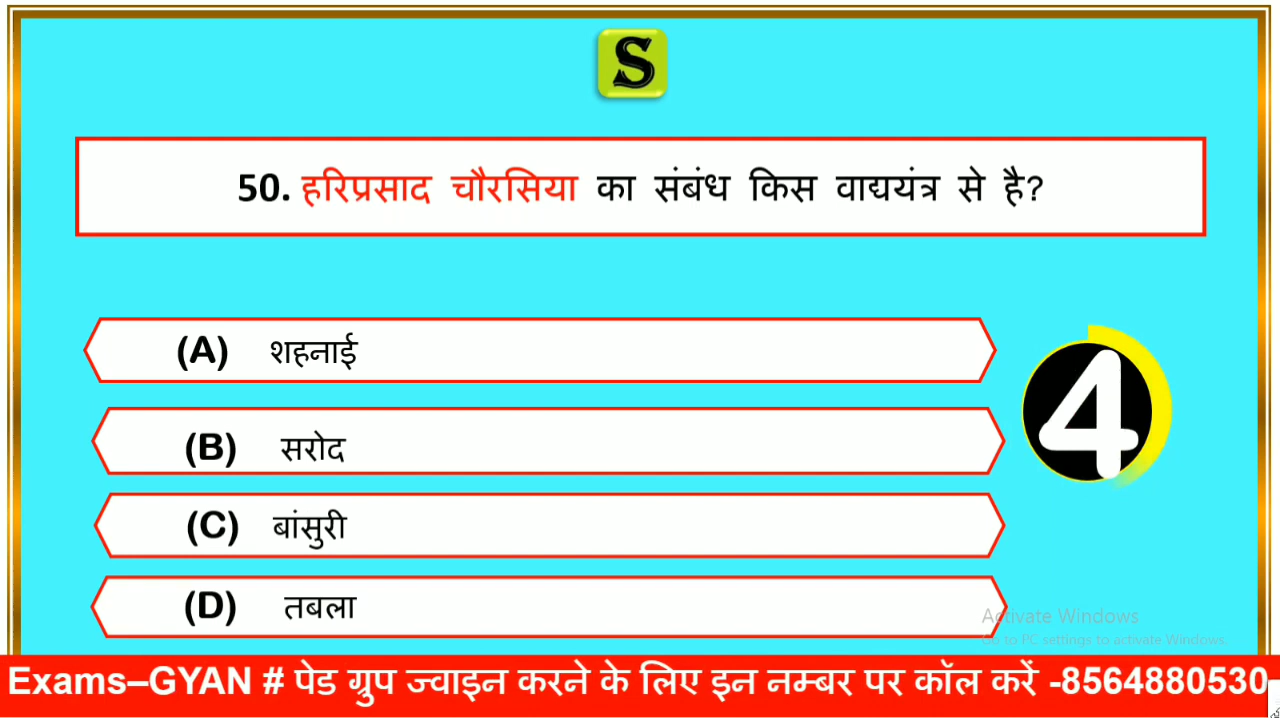 S
50. हरिप्रसाद चौरसिया का संबंध किस वाद्ययंत्र से है?
(A) शहनाई
(B) सरोद
(C) बांसुरी
(D) तबला
4
Activate Windows
Go to PC settings to activate Windows.
Exams–GYAN # पेड ग्रुप ज्वाइन करने के लिए इन नम्बर पर कॉल करें -8564880530